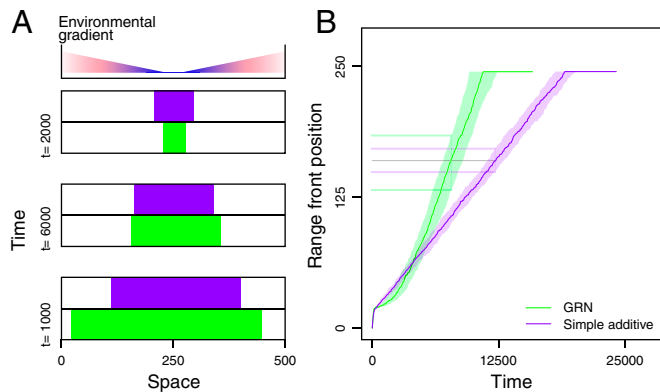 A
Environmental
gradient
t= 2000
t= 6000
t= 1000
Time
0
250
500
Space
B
250
125
0
Range front position
GRN
Simple additive
0
12500
25000
Time